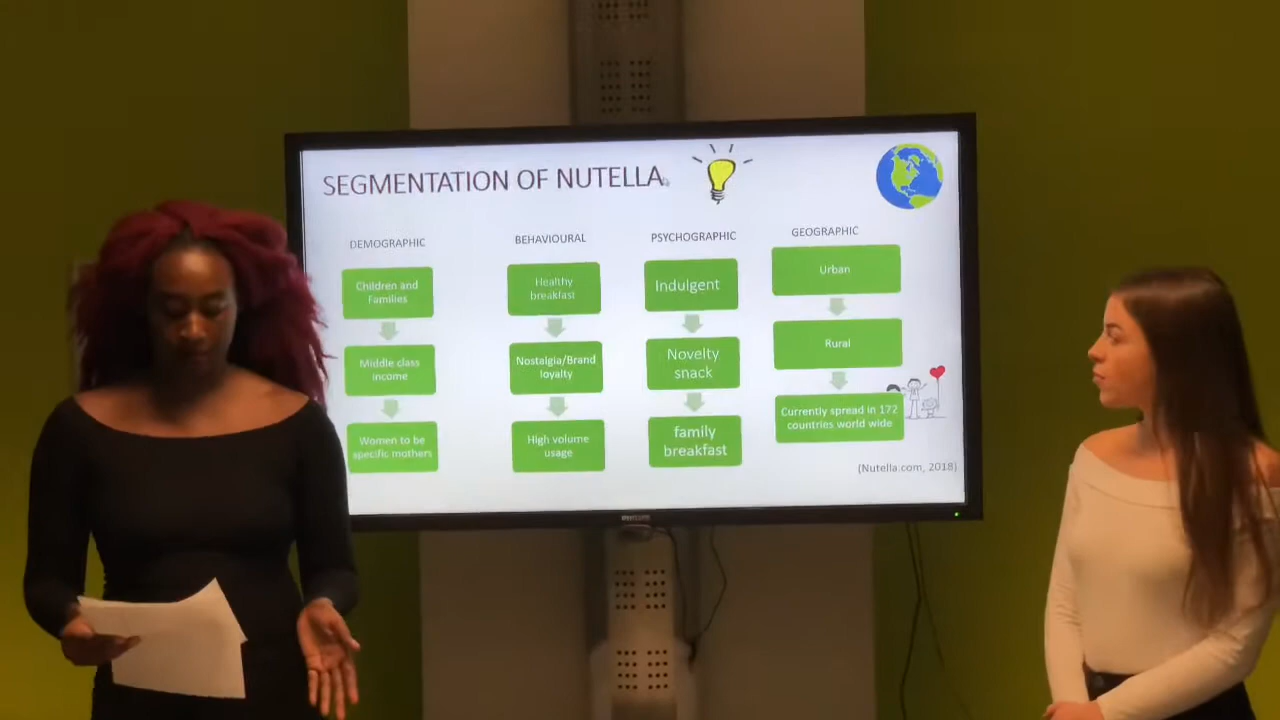 SEGMENTATION OF NUTELLA
DEMOGRAPHIC
Children and
Families
Middle class
income
Women to be
specific mothers
BEHAVIOURAL
Healthy
breakfast
Nostalgia/Brand
loyalty
High volume
usage
PSYCHOGRAPHIC
Indulgent
Novelty
snack
family
breakfast
GEOGRAPHIC
Urban
Rural
Currently spread in 172
countries world wide
(Nutella.com, 2018)